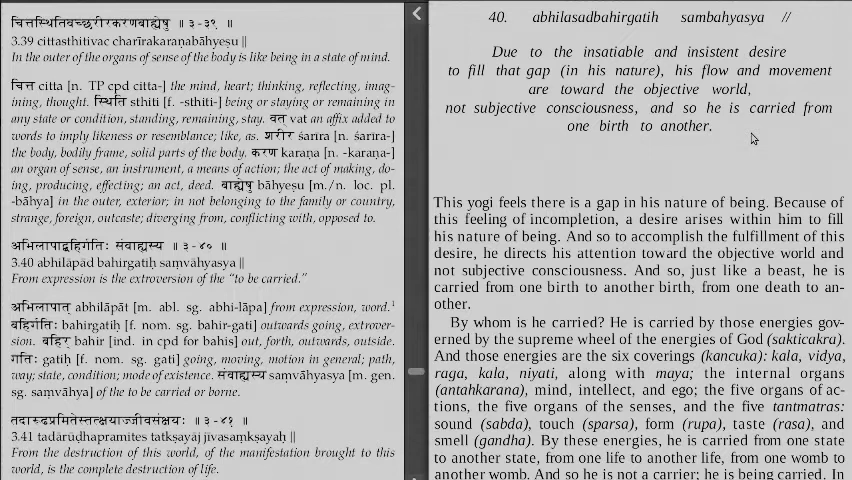 चित्तस्थितिवच्छरीरकरणबाह्येषु ॥ ३-३९ ॥
3.39 cittasthitivac charīrakaraṇabāhyeṣu ||
In the outer of the organs of sense of the body is like being in a state of mind.
चित्त citta [n. TP cpd citta-] the mind, heart; thinking, reflecting, imag-
ining, thought. स्थिति sthiti [f. -sthiti-] being or staying or remaining in
any state or condition, standing, remaining, stay. वत् vat an affix added to
words to imply likeness or resemblance; like, as. शरीर śarīra [n. śarīra-]
the body, bodily frame, solid parts of the body. करण karaṇa [n. -karaṇa-]
an organ of sense, an instrument, a means of action; the act of making, do-
ing, producing, effecting; an act, deed. बाह्येषु bāhyeṣu [m./n. loc. pl.
-bāhya] in the outer, exterior; in not belonging to the family or country,
strange, foreign, outcaste; diverging from, conflicting with, opposed to.
अभिलापाद्बहिर्गतिः संवाह्यस्य ॥ ३-४० ॥
3.40 abhilāpād bahirgatiḥ saṃvāhyasya ||
From expression is the extroversion of the “to be carried.”
अभिलापात् abhilāpāt [m. abl. sg. abhi-lāpa] from expression, word.¹
बहिर्गतिः bahirgatiḥ [f. nom. sg. bahir-gati] outwards going, extrover-
sion. बहिर् bahir [ind. in cpd for bahis] out, forth, outwards, outside.
गतिः gatiḥ [f. nom. sg. gati] going, moving, motion in general; path,
way; state, condition; mode of existence. संवाह्यस्य saṃvāhyasya [m. gen.
sg. saṃvāhya] of the to be carried or borne.
तदारूढप्रमितेस्तत्क्षयाज्जीवसंक्षयः ॥ ३-४१ ॥
3.41 tadārūḍhapramites tatkṣayāj jīvasaṃkṣayaḥ ||
From the destruction of this world, of the manifestation brought to this
world, is the complete destruction of life.
40. abhilasadbahirgatih sambahyasya //
Due to the insatiable and insistent desire
to fill that gap (in his nature), his flow and movement
are toward the objective world,
not subjective consciousness, and so he is carried from
one birth to another.
This yogi feels there is a gap in his nature of being. Because of
this feeling of incompletion, a desire arises within him to fill
his nature of being. And so to accomplish the fulfillment of this
desire, he directs his attention toward the objective world and
not subjective consciousness. And so, just like a beast, he is
carried from one birth to another birth, from one death to an-
other.
By whom is he carried? He is carried by those energies gov-
erned by the supreme wheel of the energies of God (sakticakra).
And those energies are the six coverings (kancuka): kala, vidya,
raga, kala, niyati, along with maya; the internal organs
(antahkarana), mind, intellect, and ego; the five organs of ac-
tions, the five organs of the senses, and the five tantmatras:
sound (sabda), touch (sparsa), form (rupa), taste (rasa), and
smell (gandha). By these energies, he is carried from one state
to another state, from one life to another life, from one womb to
another womb. And so he is not a carrier; he is being carried. In